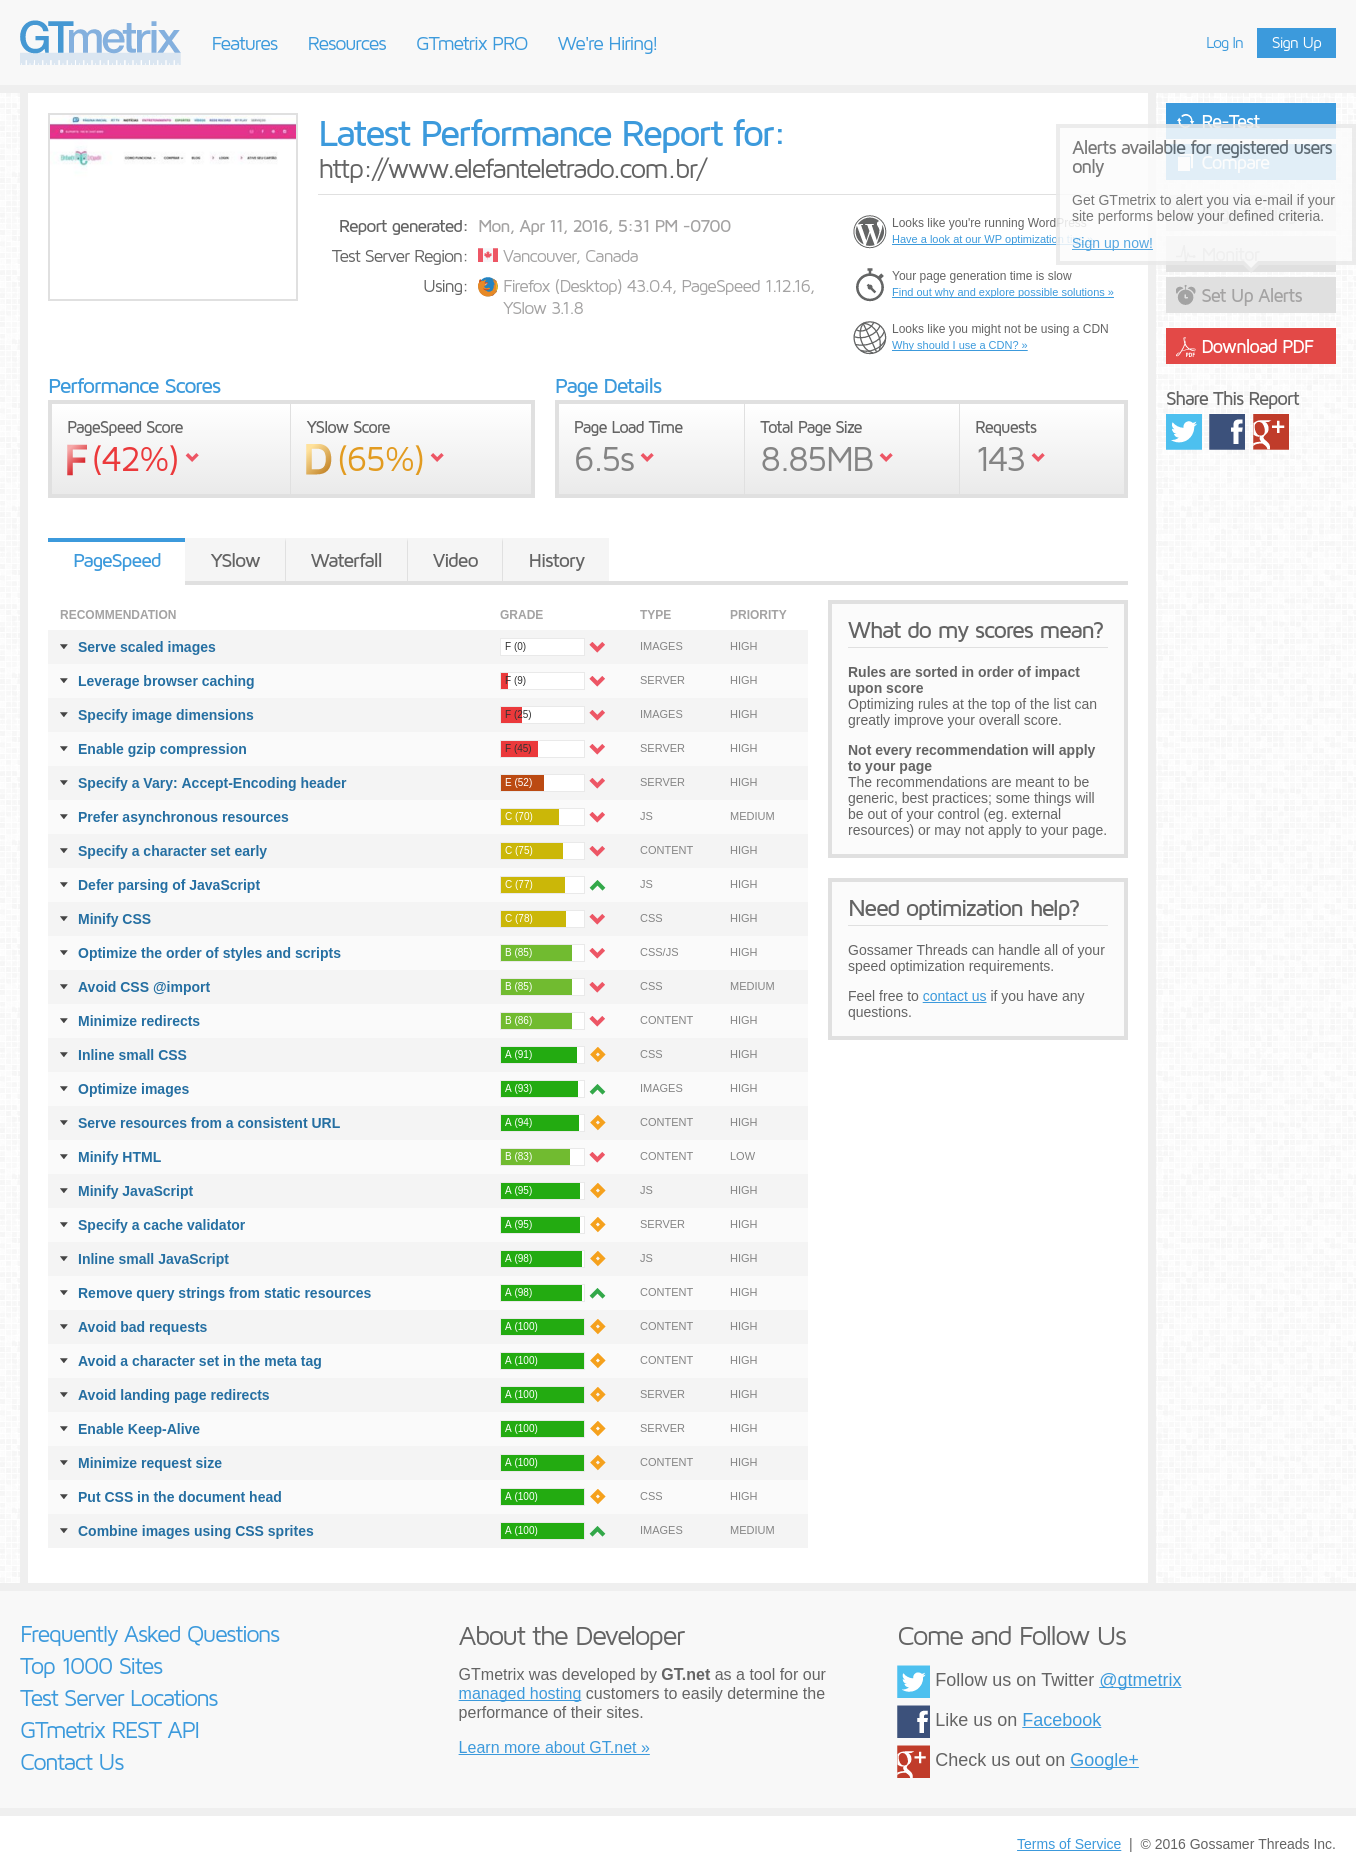 GTmetrix
Features Resources GTmetrix PRO We're Hiring!
Log In Sign Up
Latest Performance Report for:
http://www.elefanteletrado.com.br/
Report generated: Mon, Apr 11, 2016, 5:31 PM -0700
Test Server Region: Vancouver, Canada
Using: Firefox (Desktop) 43.0.4, PageSpeed 1.12.16,
YSlow 3.1.8
Looks like you're running WordPress
Have a look at our WP optimization
Your page generation time is slow
Find out why and explore possible solutions »
Looks like you might not be using a CDN
Why should I use a CDN? »
Re-Test
Compare
Alerts available for registered users
only
Get GTmetrix to alert you via e-mail if your
site performs below your defined criteria.
Sign up now!
Monitor
Set Up Alerts
Download PDF
Share This Report
Performance Scores
PageSpeed Score YSlow Score
F (42%) D (65%)
Page Details
Page Load Time Total Page Size Requests
6.5s 8.85MB 143
PageSpeed YSlow Waterfall Video History
RECOMMENDATION GRADE TYPE PRIORITY
Serve scaled images F (0) IMAGES HIGH
Leverage browser caching F (9) SERVER HIGH
Specify image dimensions F (25) IMAGES HIGH
Enable gzip compression F (45) SERVER HIGH
Specify a Vary: Accept-Encoding header E (52) SERVER HIGH
Prefer asynchronous resources C (70) JS MEDIUM
Specify a character set early C (75) CONTENT HIGH
Defer parsing of JavaScript C (77) JS HIGH
Minify CSS C (78) CSS HIGH
Optimize the order of styles and scripts B (85) CSS/JS HIGH
Avoid CSS @import B (85) CSS MEDIUM
Minimize redirects B (86) CONTENT HIGH
Inline small CSS A (91) CSS HIGH
Optimize images A (93) IMAGES HIGH
Serve resources from a consistent URL A (94) CONTENT HIGH
Minify HTML B (83) CONTENT LOW
Minify JavaScript A (95) JS HIGH
Specify a cache validator A (95) SERVER HIGH
Inline small JavaScript A (98) JS HIGH
Remove query strings from static resources A (98) CONTENT HIGH
Avoid bad requests A (100) CONTENT HIGH
Avoid a character set in the meta tag A (100) CONTENT HIGH
Avoid landing page redirects A (100) SERVER HIGH
Enable Keep-Alive A (100) SERVER HIGH
Minimize request size A (100) CONTENT HIGH
Put CSS in the document head A (100) CSS HIGH
Combine images using CSS sprites A (100) IMAGES MEDIUM
What do my scores mean?
Rules are sorted in order of impact
upon score
Optimizing rules at the top of the list can
greatly improve your overall score.
Not every recommendation will apply
to your page
The recommendations are meant to be
generic, best practices; some things will
be out of your control (eg. external
resources) or may not apply to your page.
Need optimization help?
Gossamer Threads can handle all of your
speed optimization requirements.
Feel free to contact us if you have any
questions.
Frequently Asked Questions
Top 1000 Sites
Test Server Locations
GTmetrix REST API
Contact Us
About the Developer
GTmetrix was developed by GT.net as a tool for our
managed hosting customers to easily determine the
performance of their sites.
Learn more about GT.net »
Come and Follow Us
Follow us on Twitter @gtmetrix
Like us on Facebook
Check us out on Google+
Terms of Service | © 2016 Gossamer Threads Inc.